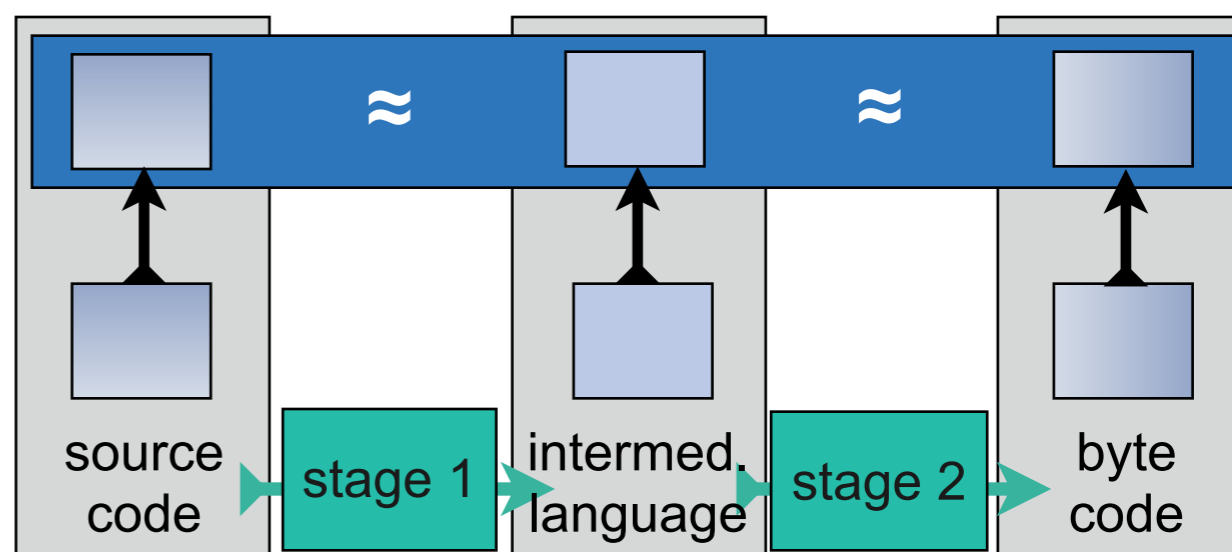 ≈ ≈
source
code
stage 1
intermed.
language
stage 2
byte
code